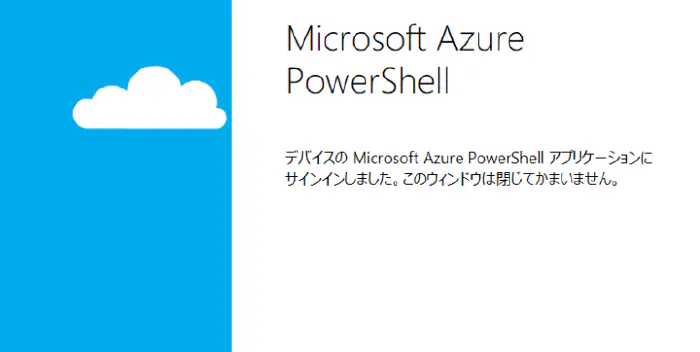 Microsoft Azure
PowerShell
デバイスの Microsoft Azure PowerShell アプリケーションに
サインインしました。このウィンドウは閉じてかまいません。